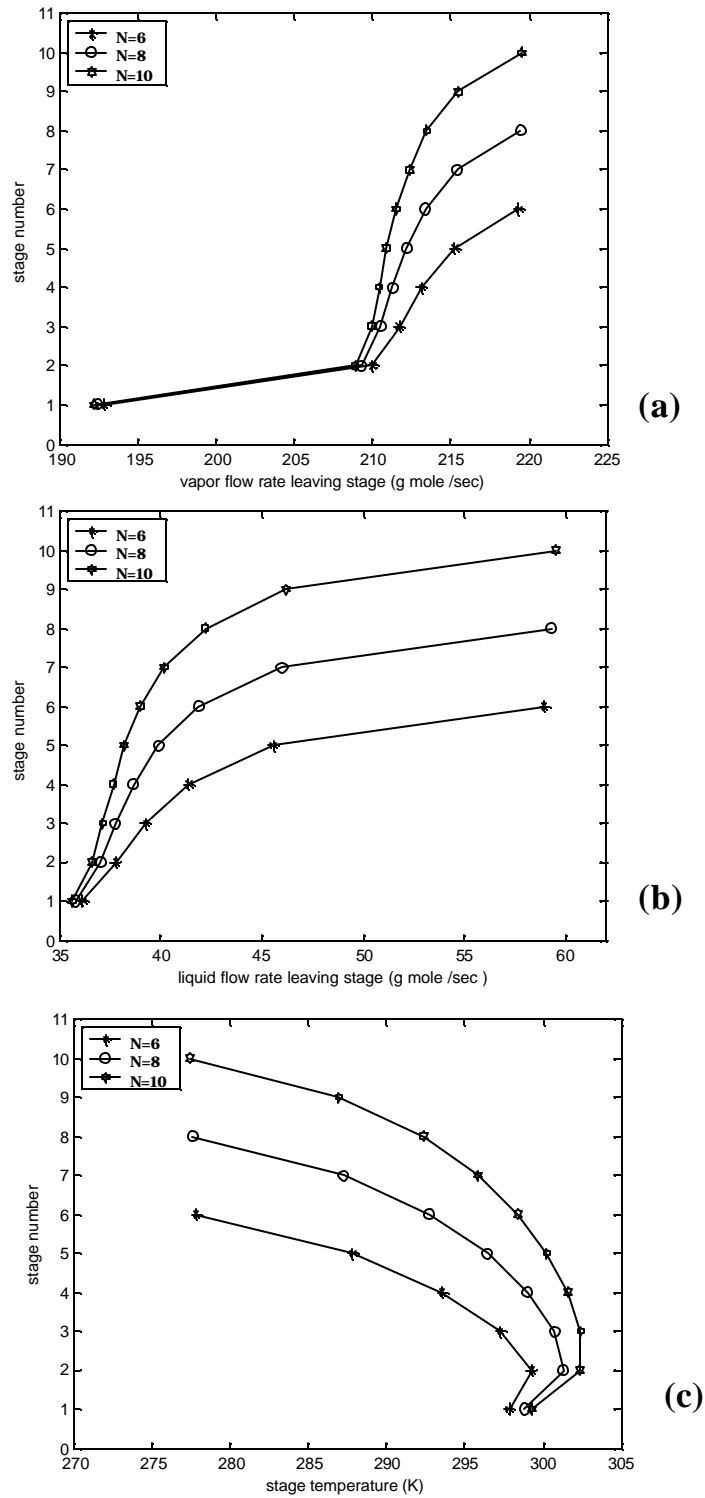 11
10
9
8
7
6
5
4
3
2
1
0
stage number
N=6
N=8
N=10
190 195 200 205 210 215 220 225
vapor flow rate leaving stage (g mole /sec)
(a)
11
10
9
8
7
6
5
4
3
2
1
0
stage number
N=6
N=8
N=10
35 40 45 50 55 60
liquid flow rate leaving stage (g mole /sec )
(b)
11
10
9
8
7
6
5
4
3
2
1
0
stage number
N=6
N=8
N=10
270 275 280 285 290 295 300 305
stage temperature (K)
(c)